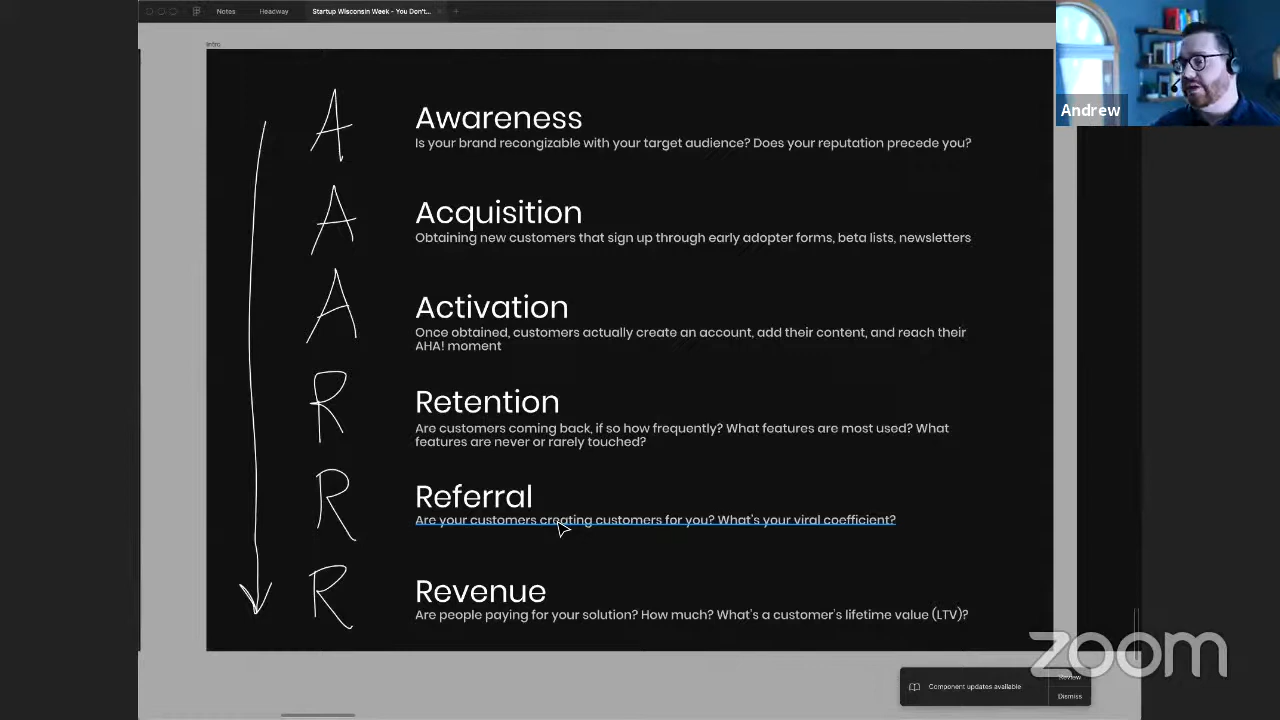 Notes
Headway
Startup Wisconsin Week - You Don't...
Andrew
Intro
A
Awareness
Is your brand recongizable with your target audience? Does your reputation precede you?
A
Acquisition
Obtaining new customers that sign up through early adopter forms, beta lists, newsletters
A
Activation
Once obtained, customers actually create an account, add their content, and reach their
AHA! moment
R
Retention
Are customers coming back, if so how frequently? What features are most used? What
features are never or rarely touched?
R
Referral
Are your customers creating customers for you? What's your viral coefficient?
R
Revenue
Are people paying for your solution? How much? What's a customer's lifetime value (LTV)?
zoom
Component updates available
Review
Dismiss